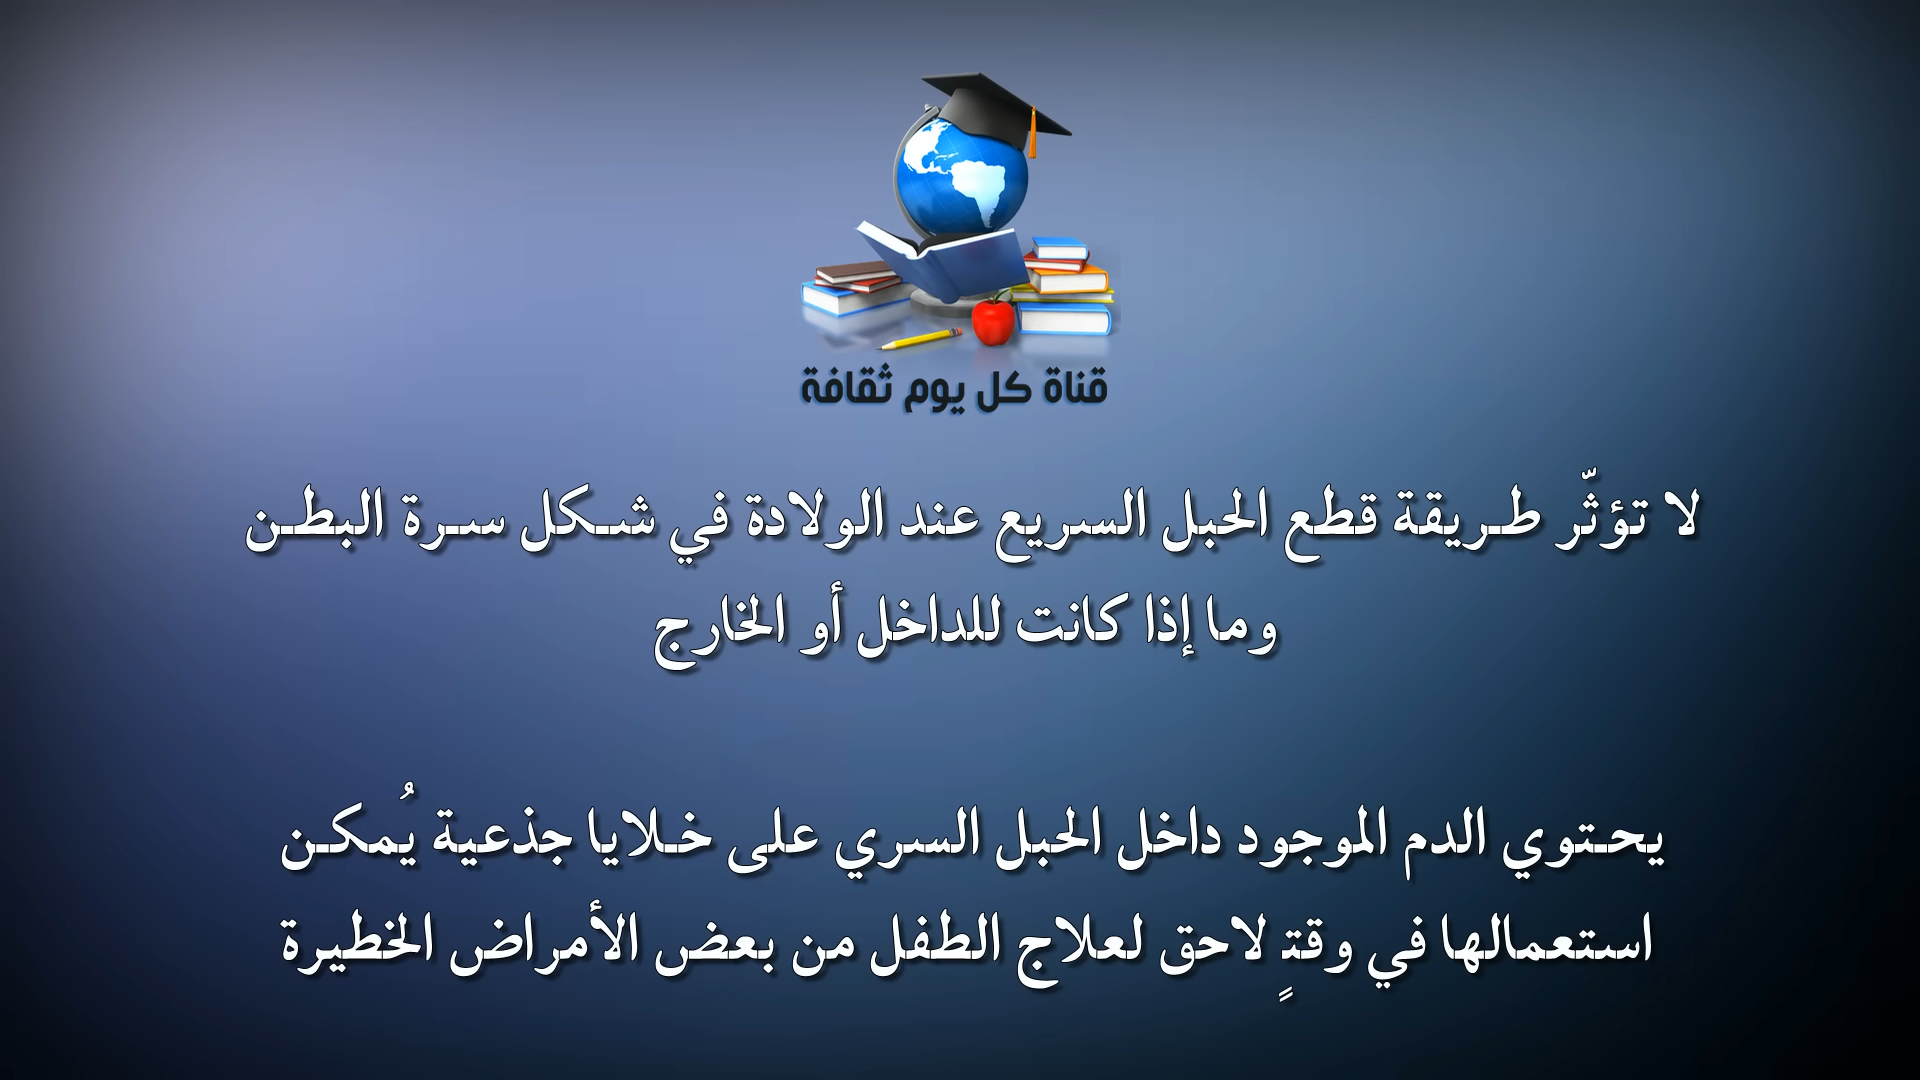 قناة كل يوم ثقافة
لا تؤثّر طريقة قطع الحبل السريع عند الولادة في شكل سرة البطن
وما إذا كانت للداخل أو الخارج
يحتوي الدم الموجود داخل الحبل السري على خلايا جذعية يُمكن
استعمالها في وقتٍ لاحق لعلاج الطفل من بعض الأمراض الخطيرة